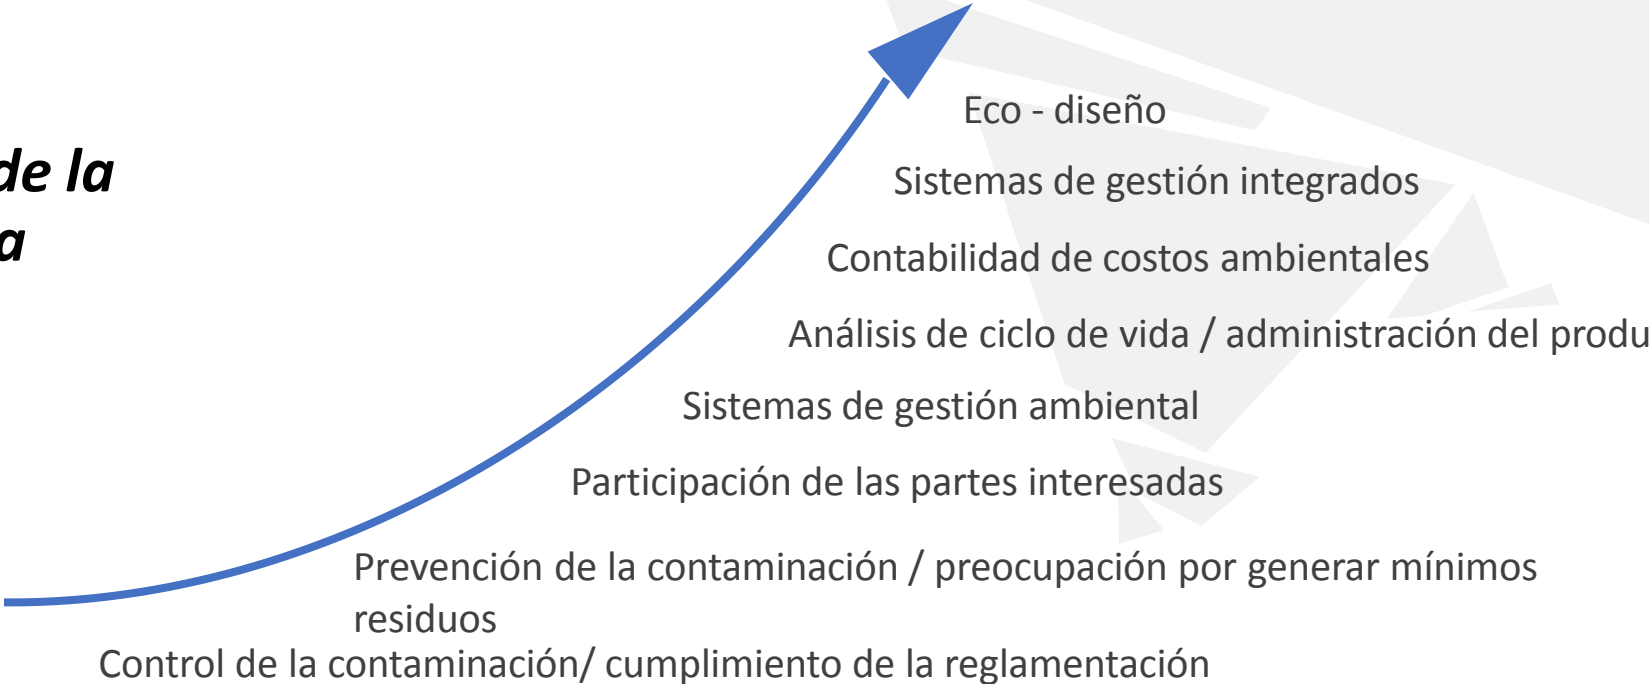 de la
a
Eco - diseño
Sistemas de gestión integrados
Contabilidad de costos ambientales
Análisis de ciclo de vida / administración del produ
Sistemas de gestión ambiental
Participación de las partes interesadas
Prevención de la contaminación / preocupación por generar mínimos
residuos
Control de la contaminación/ cumplimiento de la reglamentación